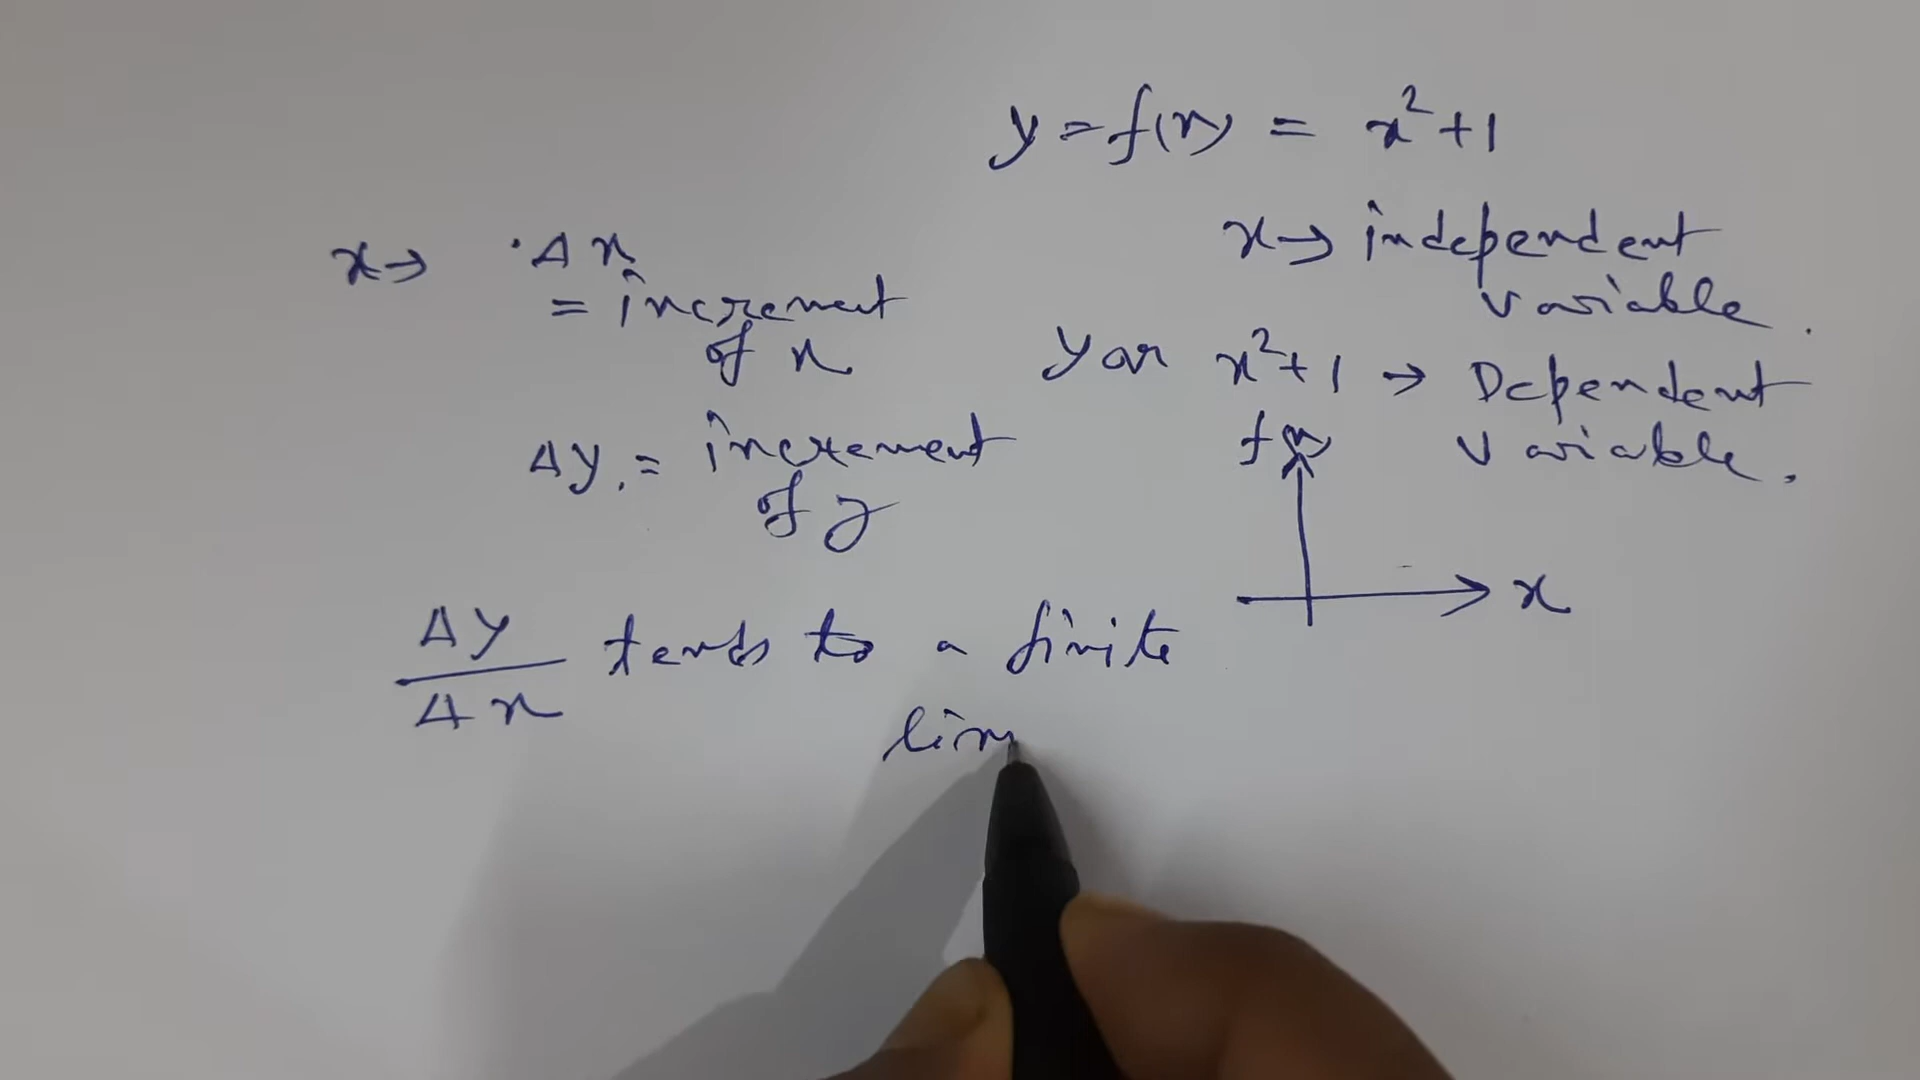 y = f(x) = x² + 1
x → independent
variable.
x → Δx
= increment
of x
y or x² + 1 → Dependent
variable.
f(x)
Δy = increment
of y
x
Δy/Δx tends to a finite
lim